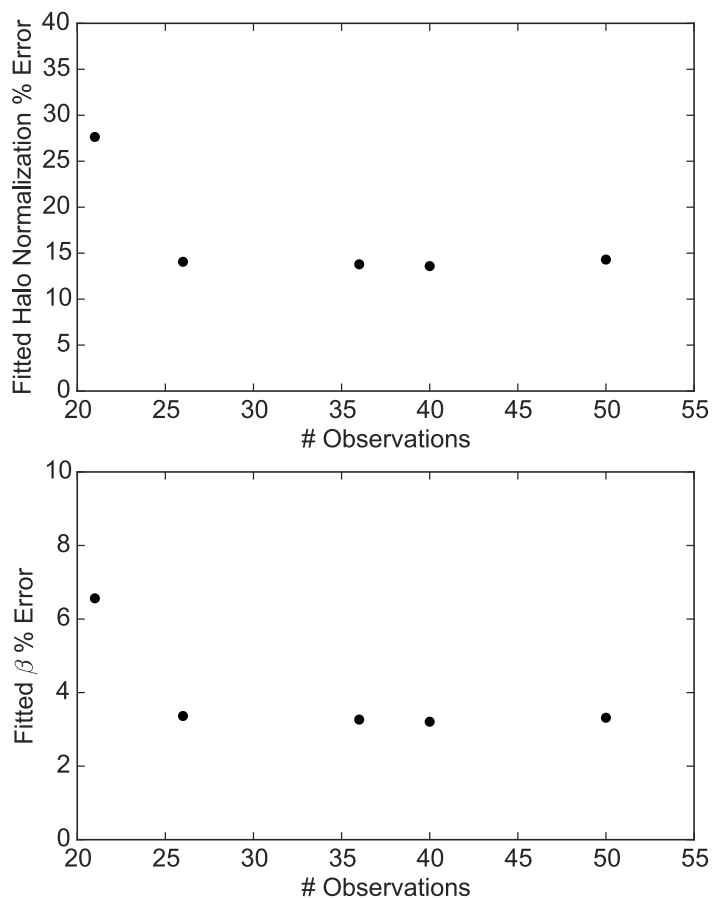 Fitted Halo Normalization % Error
40
35
30
25
20
15
10
5
0
20 25 30 35 40 45 50 55
# Observations
Fitted β % Error
10
8
6
4
2
0
20 25 30 35 40 45 50 55
# Observations